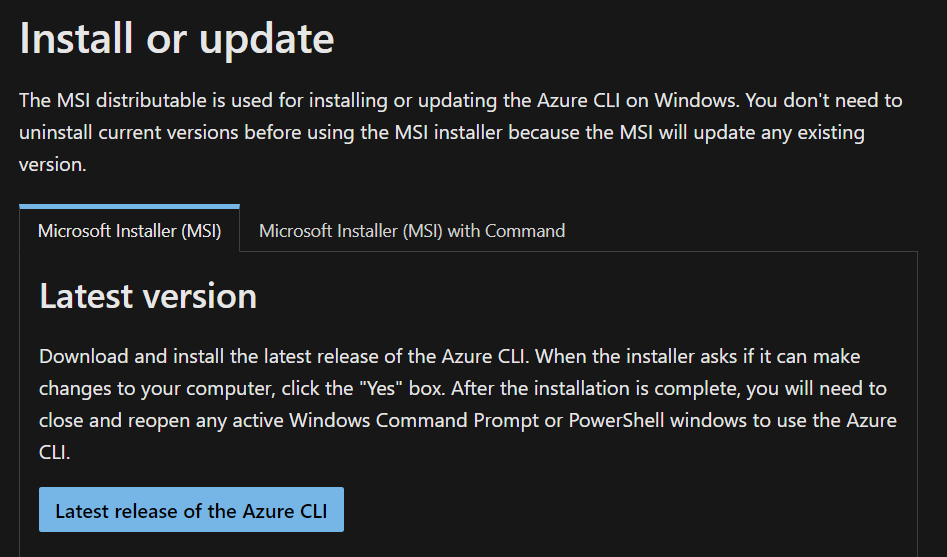 Install or update
The MSI distributable is used for installing or updating the Azure CLI on Windows. You don't need to
uninstall current versions before using the MSI installer because the MSI will update any existing
version.
Microsoft Installer (MSI)
Microsoft Installer (MSI) with Command
Latest version
Download and install the latest release of the Azure CLI. When the installer asks if it can make
changes to your computer, click the "Yes" box. After the installation is complete, you will need to
close and reopen any active Windows Command Prompt or PowerShell windows to use the Azure
CLI.
Latest release of the Azure CLI